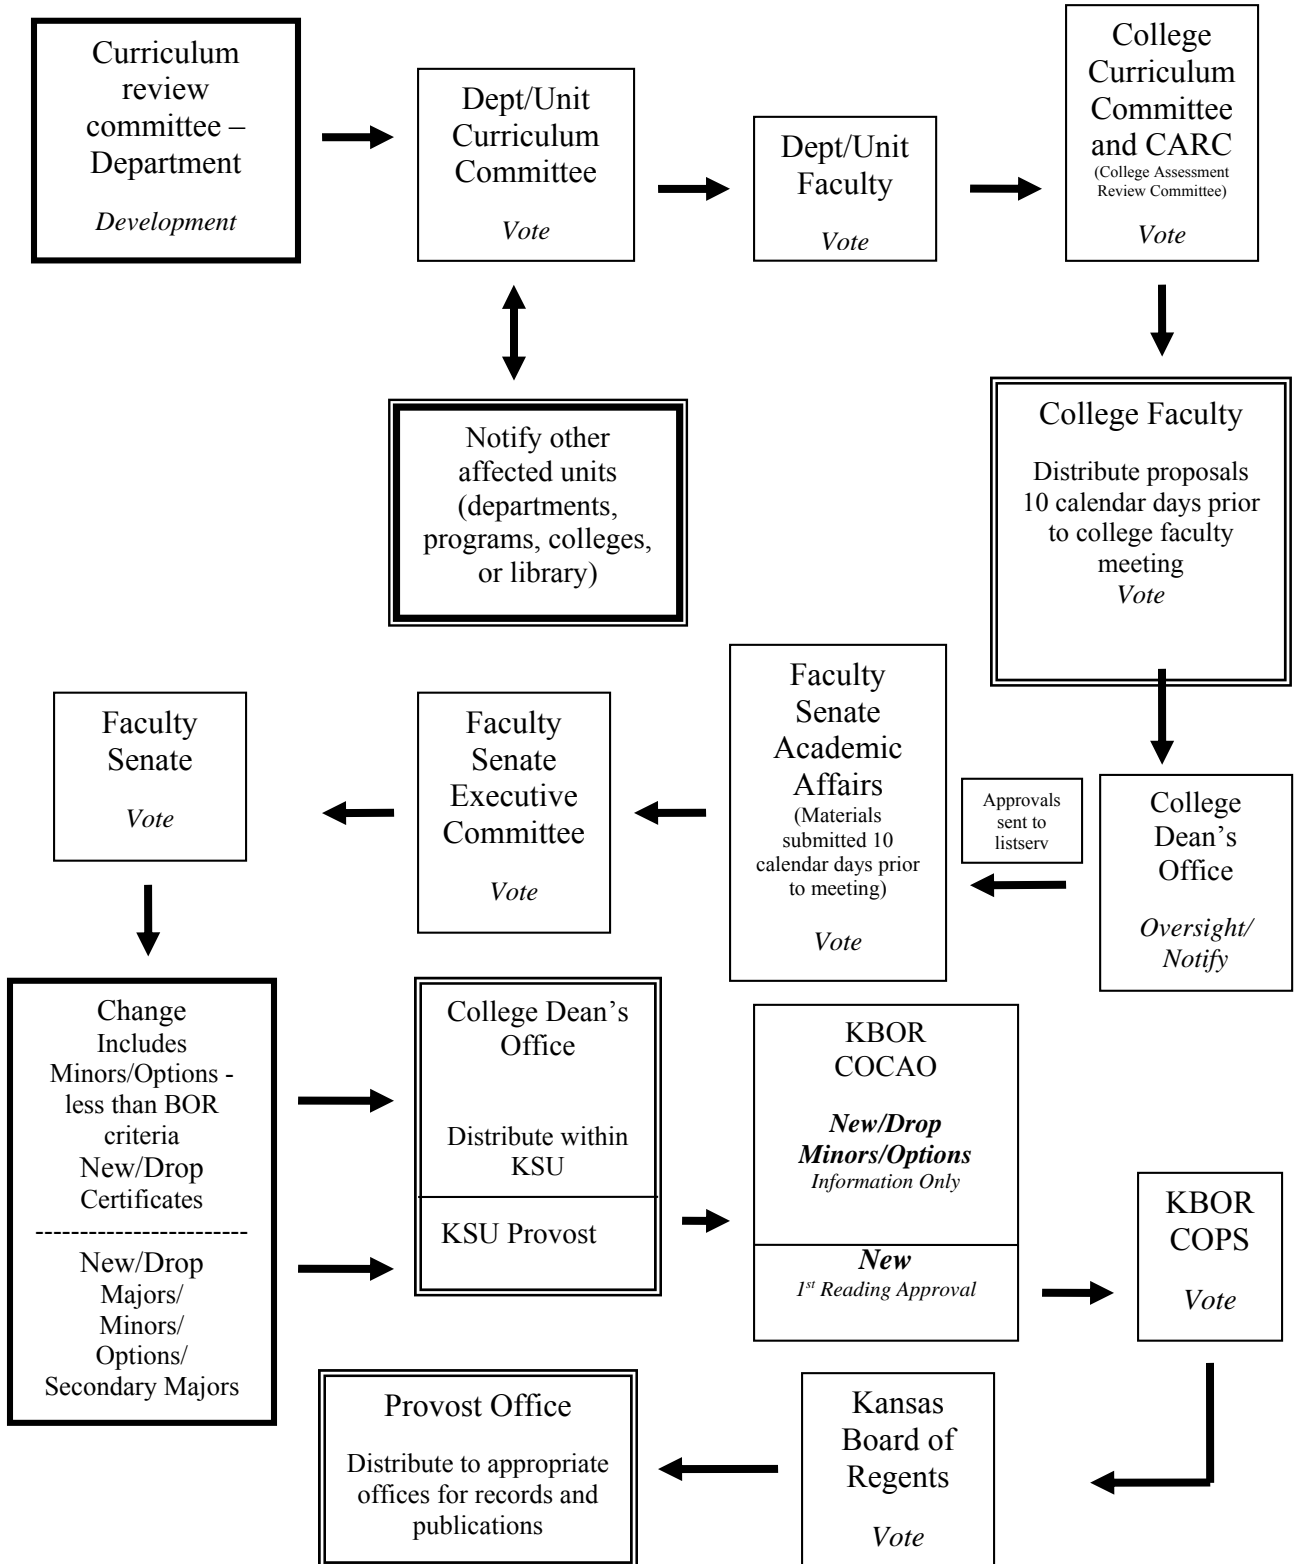 Curriculum
review
committee –
Department
Development
Dept/Unit
Curriculum
Committee
Vote
Dept/Unit
Faculty
Vote
College
Curriculum
Committee
and CARC
(College Assessment
Review Committee)
Vote
Notify other
affected units
(departments,
programs, colleges,
or library)
College Faculty
Distribute proposals
10 calendar days prior
to college faculty
meeting
Vote
College
Dean’s
Office
Oversight/
Notify
Approvals
sent to
listserv
Faculty
Senate
Academic
Affairs
(Materials
submitted 10
calendar days prior
to meeting)
Vote
Faculty
Senate
Executive
Committee
Vote
Faculty
Senate
Vote
Change
Includes
Minors/Options -
less than BOR
criteria
New/Drop
Certificates
-------------------------
New/Drop
Majors/
Minors/
Options/
Secondary Majors
College Dean’s
Office
Distribute within
KSU
KSU Provost
KBOR
COCAO
New/Drop
Minors/Options
Information Only
New
1st Reading Approval
KBOR
COPS
Vote
Kansas
Board of
Regents
Vote
Provost Office
Distribute to appropriate
offices for records and
publications